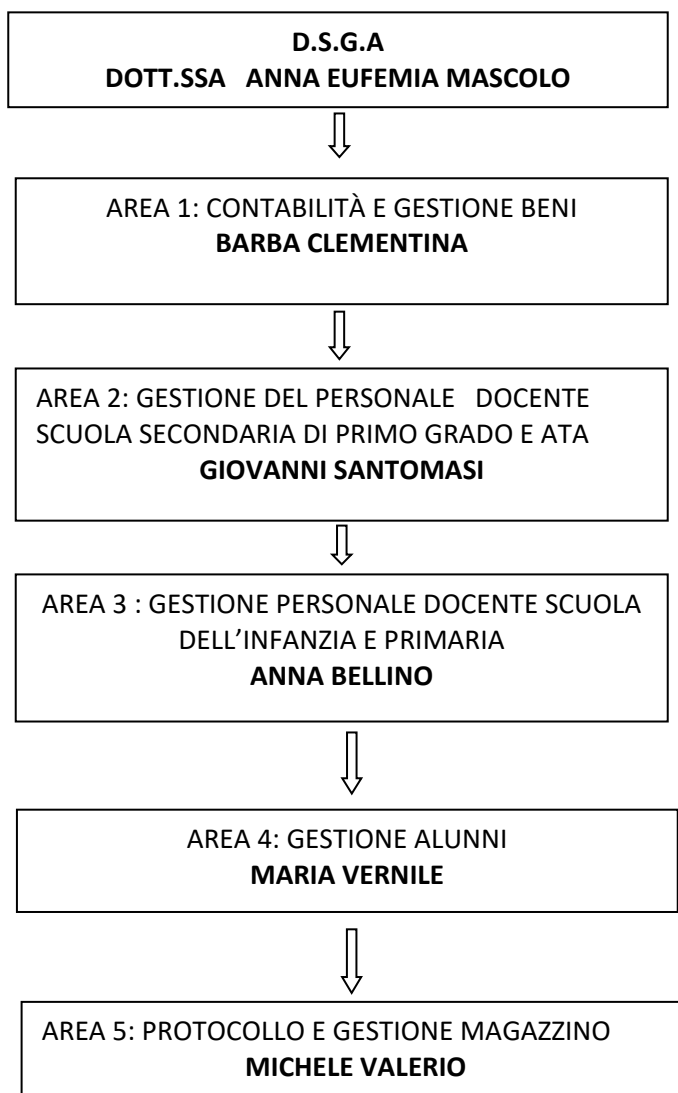 D.S.G.A
DOTT.SSA ANNA EUFEMIA MASCOLO
AREA 1: CONTABILITÀ E GESTIONE BENI
BARBA CLEMENTINA
AREA 2: GESTIONE DEL PERSONALE DOCENTE
SCUOLA SECONDARIA DI PRIMO GRADO E ATA
GIOVANNI SANTOMASI
AREA 3 : GESTIONE PERSONALE DOCENTE SCUOLA
DELL’INFANZIA E PRIMARIA
ANNA BELLINO
AREA 4: GESTIONE ALUNNI
MARIA VERNILE
AREA 5: PROTOCOLLO E GESTIONE MAGAZZINO
MICHELE VALERIO